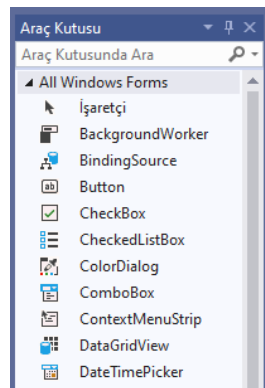 Araç Kutusu
Araç Kutusunda Ara
All Windows Forms
İşaretçi
BackgroundWorker
BindingSource
Button
CheckBox
CheckedListBox
ColorDialog
ComboBox
ContextMenuStrip
DataGridView
DateTimePicker